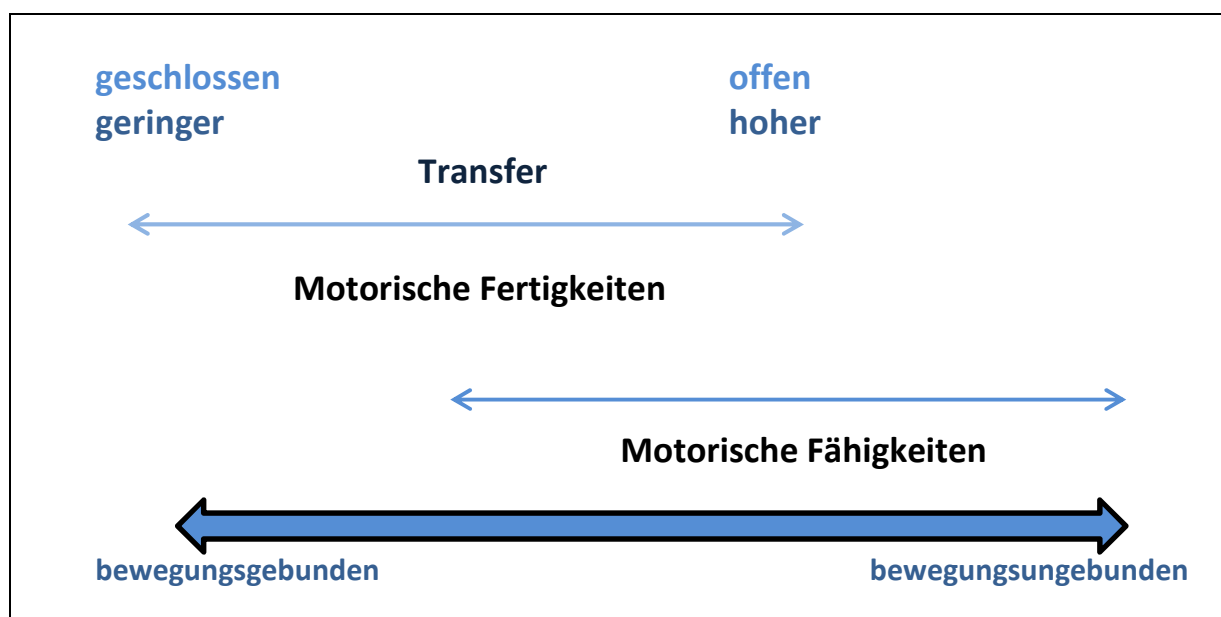 geschlossen offen
geringer hoher
Transfer
Motorische Fertigkeiten
Motorische Fähigkeiten
bewegungsgebunden bewegungsungebunden